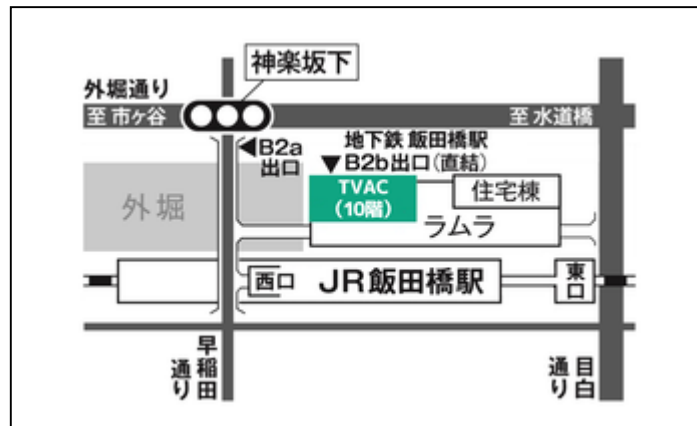 神楽坂下
外堀通り
至 市ケ谷
至 水道橋
B2a
出口
地下鉄 飯田橋駅
B2b出口(直結)
TVAC
(10階)
住宅棟
ラムラ
外堀
西口
JR飯田橋駅
東口
早稲田通り
目白通り